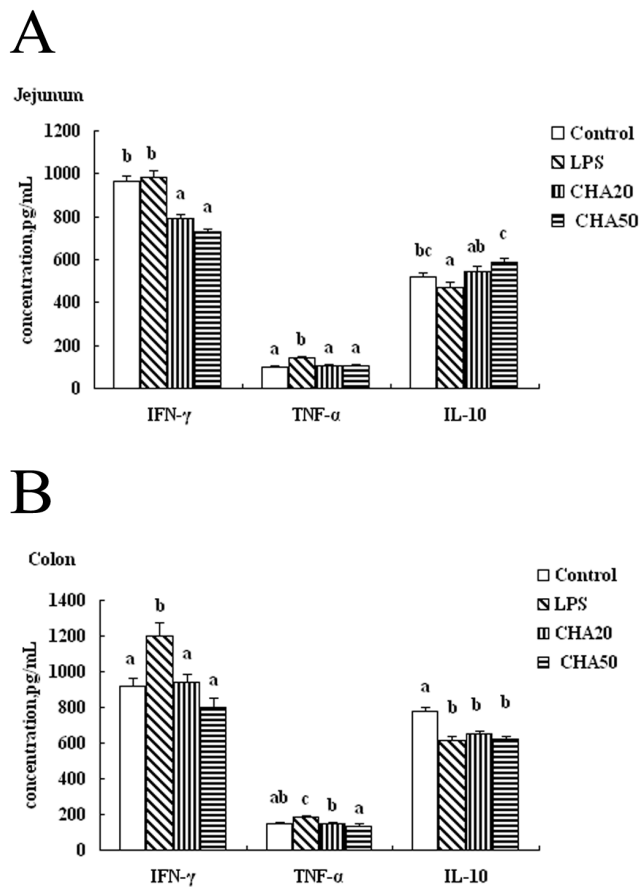 A
Jejunum
concentration,pg/mL
1200
1000
800
600
400
200
0
b b a a
a b a a
bc a ab c
IFN-γ TNF-α IL-10
Control
LPS
CHA20
CHA50
B
Colon
concentration,pg/mL
1400
1200
1000
800
600
400
200
0
a b a a
ab c b a
a b b b
IFN-γ TNF-α IL-10
Control
LPS
CHA20
CHA50